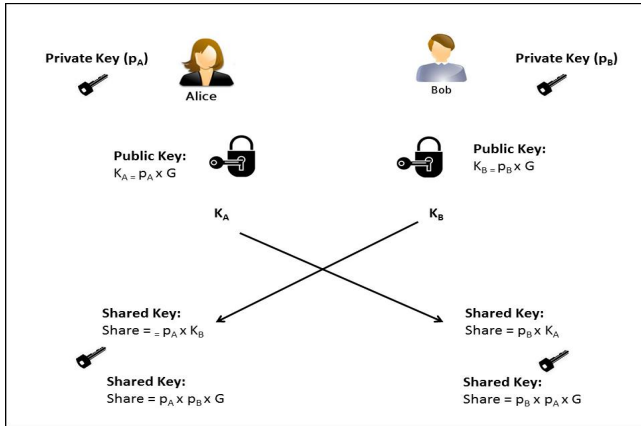 Private Key (pA)
Alice
Bob
Private Key (pB)
Public Key:
KA = pA x G
Public Key:
KB = pB x G
KA
KB
Shared Key:
Share = = pA x KB
Shared Key:
Share = pB x KA
Shared Key:
Share = pA x pB x G
Shared Key:
Share = pB x pA x G